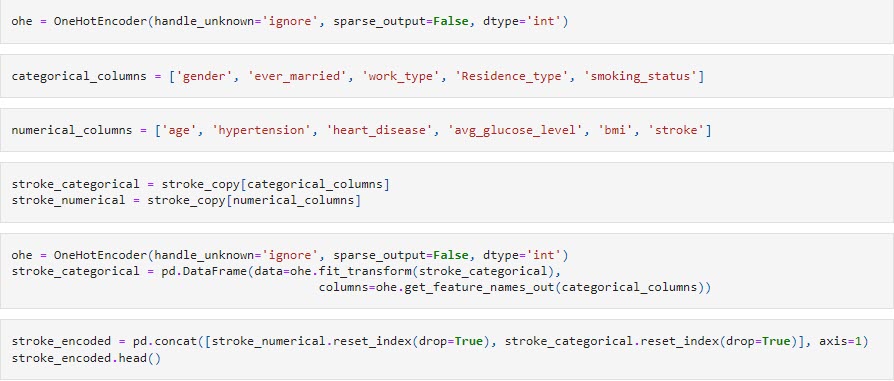 ohe = OneHotEncoder(handle_unknown='ignore', sparse_output=False, dtype='int')
categorical_columns = ['gender', 'ever_married', 'work_type', 'Residence_type', 'smoking_status']
numerical_columns = ['age', 'hypertension', 'heart_disease', 'avg_glucose_level', 'bmi', 'stroke']
stroke_categorical = stroke_copy[categorical_columns]
stroke_numerical = stroke_copy[numerical_columns]
ohe = OneHotEncoder(handle_unknown='ignore', sparse_output=False, dtype='int')
stroke_categorical = pd.DataFrame(data=ohe.fit_transform(stroke_categorical),
                                  columns=ohe.get_feature_names_out(categorical_columns))
stroke_encoded = pd.concat([stroke_numerical.reset_index(drop=True), stroke_categorical.reset_index(drop=True)], axis=1)
stroke_encoded.head()